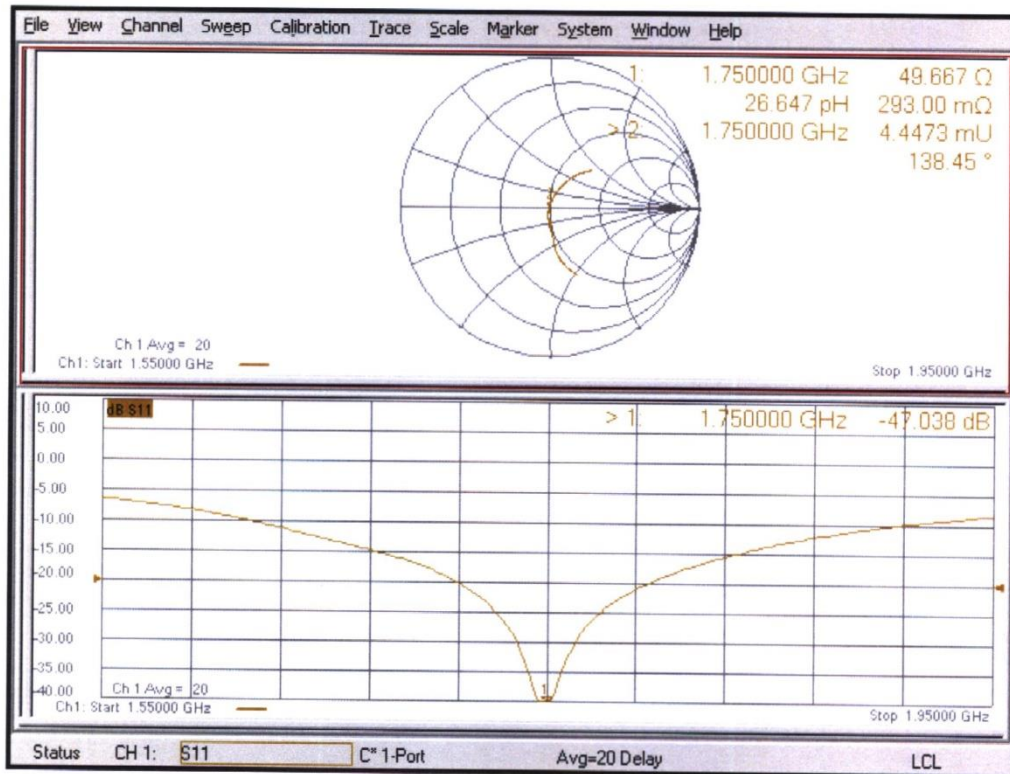 File View Channel Sweep Calibration Trace Scale Marker System Window Help
1: 1.750000 GHz 49.667 Ω
26.647 pH 293.00 mΩ
> 2: 1.750000 GHz 4.4473 mU
138.45 °
Ch 1 Avg = 20
Ch1: Start 1.55000 GHz
Stop 1.95000 GHz
10.00
dB S11
> 1: 1.750000 GHz -47.038 dB
5.00
0.00
-5.00
-10.00
-15.00
-20.00
-25.00
-30.00
-35.00
-40.00
1
Ch 1 Avg = 20
Ch1: Start 1.55000 GHz
Stop 1.95000 GHz
Status CH 1: S11 C* 1-Port Avg=20 Delay LCL